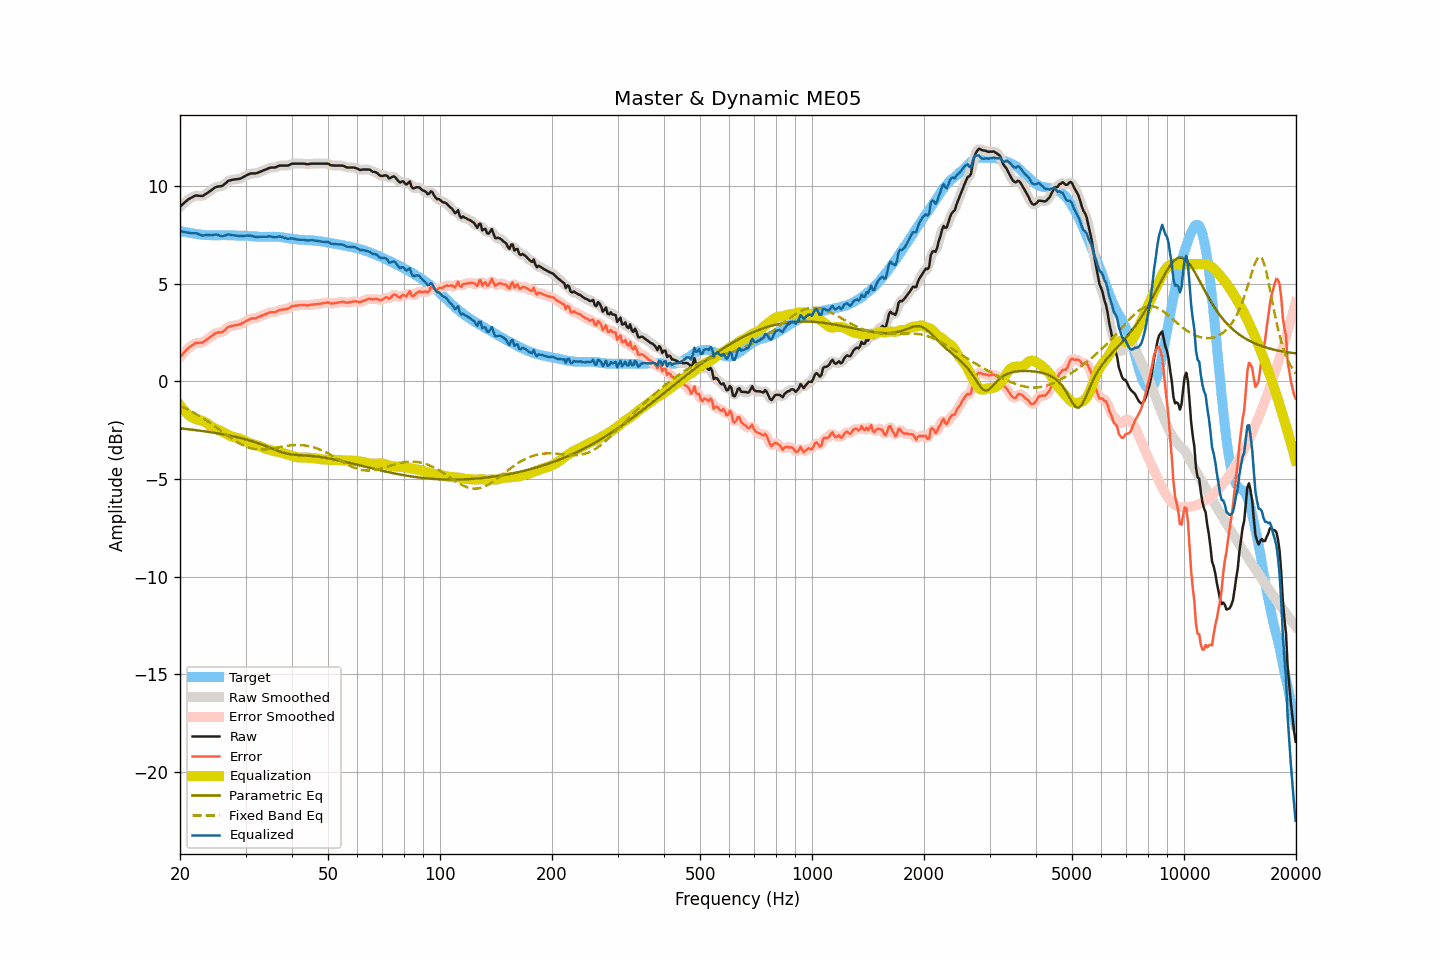 Master & Dynamic ME05
Amplitude (dBr)
10
5
0
−5
−10
−15
−20
Target
Raw Smoothed
Error Smoothed
Raw
Error
Equalization
Parametric Eq
Fixed Band Eq
Equalized
20 50 100 200 500 1000 2000 5000 10000 20000
Frequency (Hz)